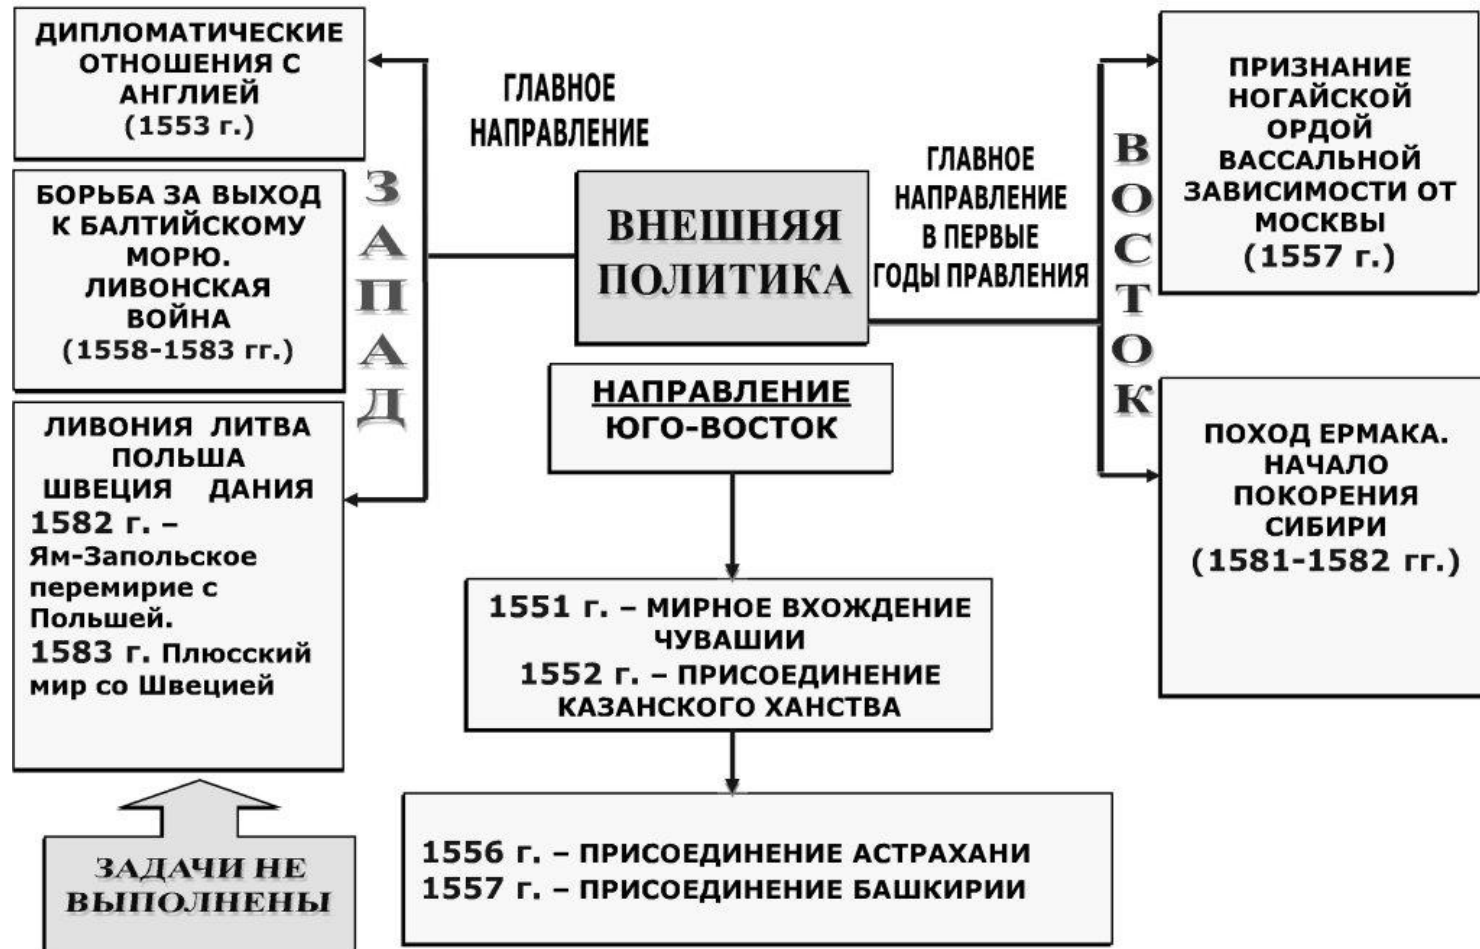 ДИПЛОМАТИЧЕСКИЕ
ОТНОШЕНИЯ С
АНГЛИЕЙ
(1553 г.)
БОРЬБА ЗА ВЫХОД
К БАЛТИЙСКОМУ
МОРЮ.
ЛИВОНСКАЯ
ВОЙНА
(1558-1583 гг.)
ЛИВОНИЯ ЛИТВА
ПОЛЬША
ШВЕЦИЯ ДАНИЯ
1582 г. –
Ям-Запольское
перемирие с
Польшей.
1583 г. Плюсский
мир со Швецией
ЗАДАЧИ НЕ
ВЫПОЛНЕНЫ
ЗАПАД
ГЛАВНОЕ
НАПРАВЛЕНИЕ
ВНЕШНЯЯ
ПОЛИТИКА
НАПРАВЛЕНИЕ
ЮГО-ВОСТОК
1551 г. – МИРНОЕ ВХОЖДЕНИЕ
ЧУВАШИИ
1552 г. – ПРИСОЕДИНЕНИЕ
КАЗАНСКОГО ХАНСТВА
1556 г. – ПРИСОЕДИНЕНИЕ АСТРАХАНИ
1557 г. – ПРИСОЕДИНЕНИЕ БАШКИРИИ
ГЛАВНОЕ
НАПРАВЛЕНИЕ
В ПЕРВЫЕ
ГОДЫ ПРАВЛЕНИЯ
ВОСТОК
ПРИЗНАНИЕ
НОГАЙСКОЙ
ОРДОЙ
ВАССАЛЬНОЙ
ЗАВИСИМОСТИ ОТ
МОСКВЫ
(1557 г.)
ПОХОД ЕРМАКА.
НАЧАЛО
ПОКОРЕНИЯ
СИБИРИ
(1581-1582 гг.)